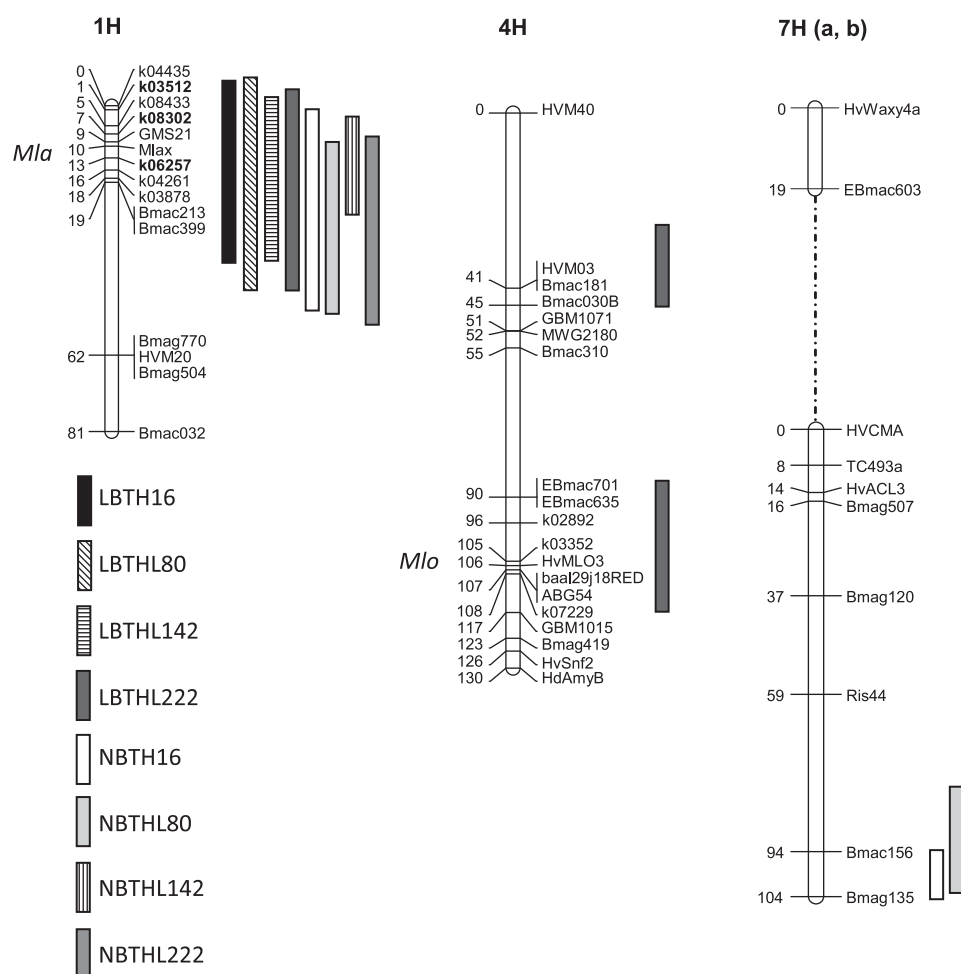 1H
4H
7H (a, b)
Mla
0 k04435
1 k03512
5 k08433
7 k08302
9 GMS21
10 Mlax
13 k06257
16 k04261
18 k03878
19 Bmac213
Bmac399
62 Bmag770
HVM20
Bmag504
81 Bmac032
LBTH16
LBTHL80
LBTHL142
LBTHL222
NBTH16
NBTHL80
NBTHL142
NBTHL222
0 HVM40
41 HVM03
Bmac181
45 Bmac030B
51 GBM1071
52 MWG2180
55 Bmac310
90 EBmac701
EBmac635
96 k02892
Mlo
105 k03352
106 HvMLO3
107 baal29j18RED
ABG54
108 k07229
117 GBM1015
123 Bmag419
126 HvSnf2
130 HdAmyB
0 HvWaxy4a
19 EBmac603
0 HVCMA
8 TC493a
14 HvACL3
16 Bmag507
37 Bmag120
59 Ris44
94 Bmac156
104 Bmag135